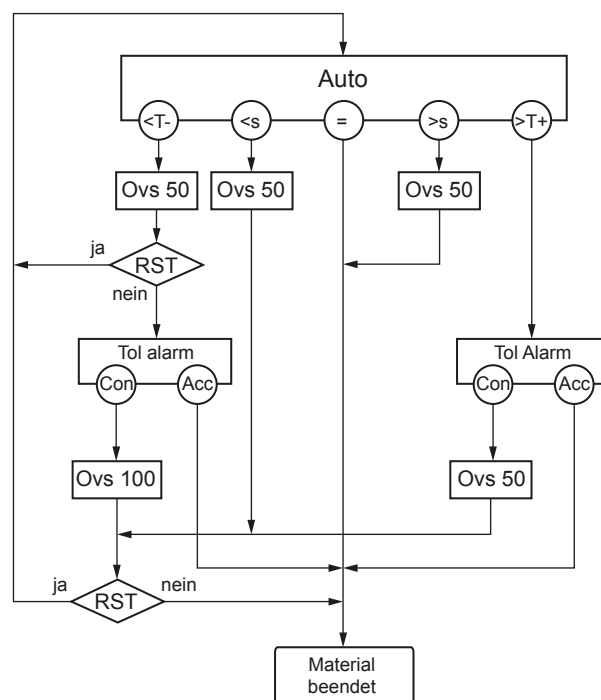 Auto
<T-
<s
=
>s
>T+
Ovs 50
Ovs 50
Ovs 50
ja
RST
nein
Tol alarm
Con
Acc
Tol Alarm
Con
Acc
Ovs 100
Ovs 50
ja
RST
nein
Material
beendet